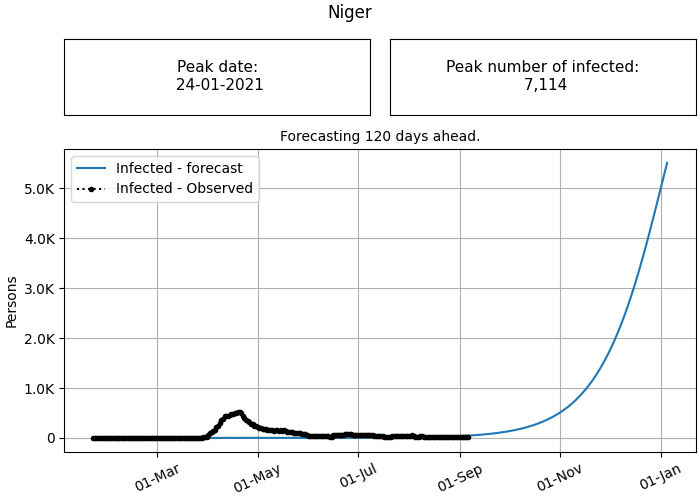 Niger
Peak date:
24-01-2021
Peak number of infected:
7,114
Forecasting 120 days ahead.
Infected - forecast
Infected - Observed
Persons
5.0K
4.0K
3.0K
2.0K
1.0K
0
01-Mar
01-May
01-Jul
01-Sep
01-Nov
01-Jan